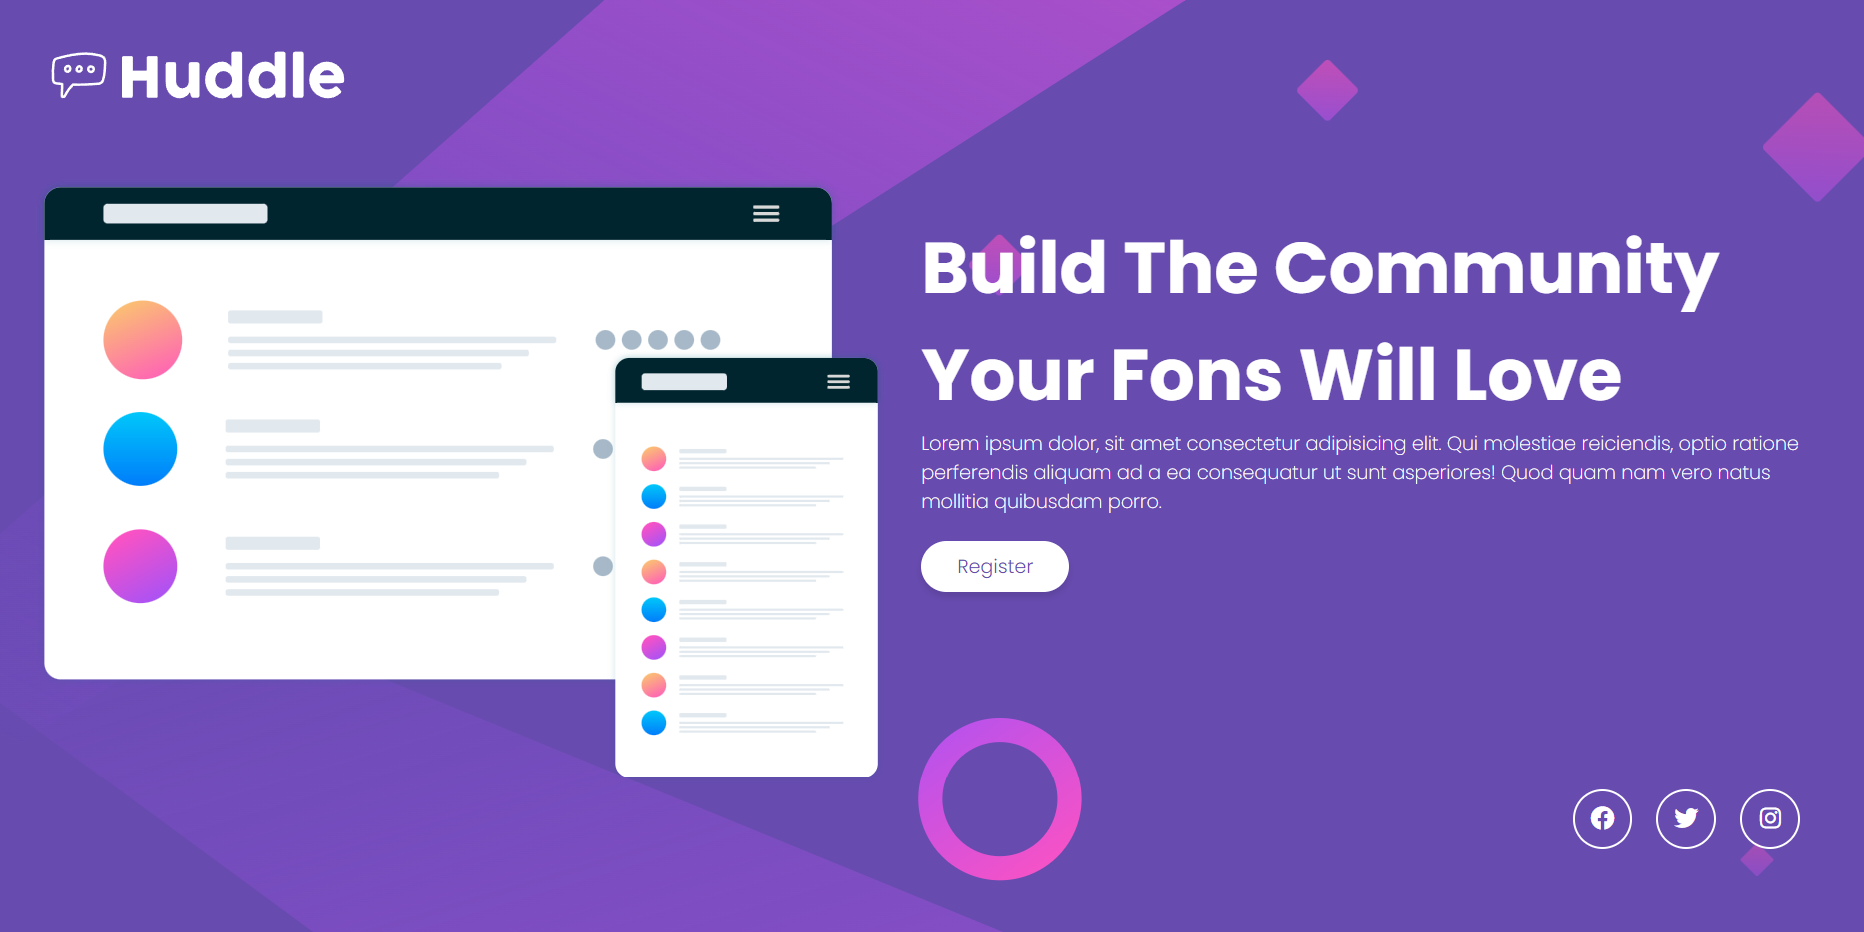 Huddle
Build The Community
Your Fons Will Love
Lorem ipsum dolor, sit amet consectetur adipisicing elit. Qui molestiae reiciendis, optio ratione
perferendis aliquam ad a ea consequatur ut sunt asperiores! Quod quam nam vero natus
mollitia quibusdam porro.
Register